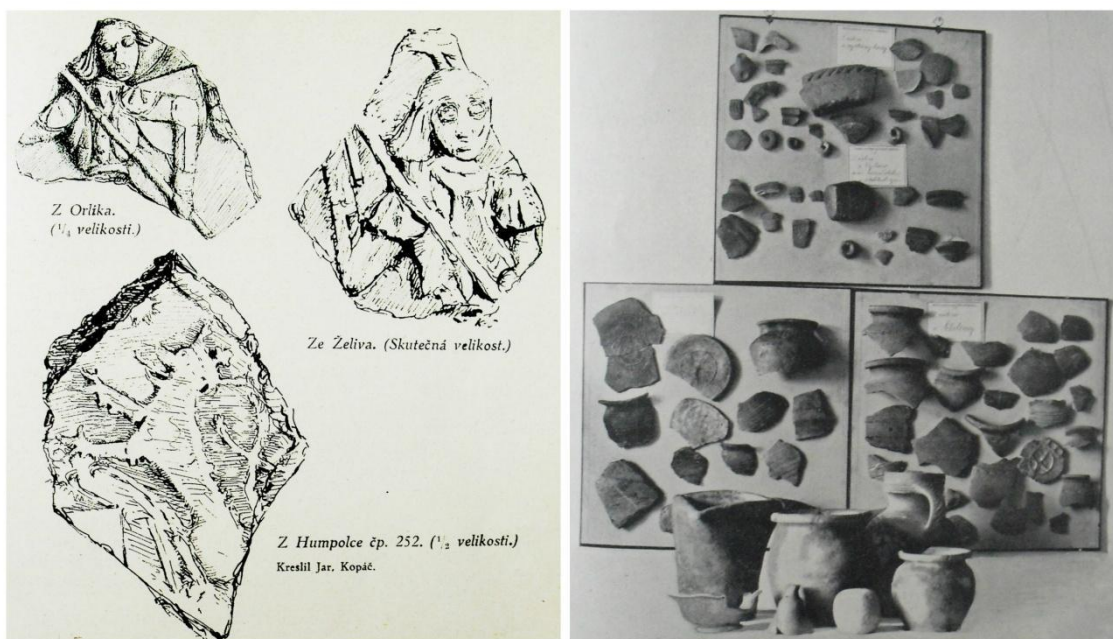 Z Orlíka.
(¹/₄ velikosti.)
Ze Želiva. (Skutečná velikost.)
Z Humpolce čp. 252. (¹/₂ velikosti.)
Kreslil Jar. Kopáč.